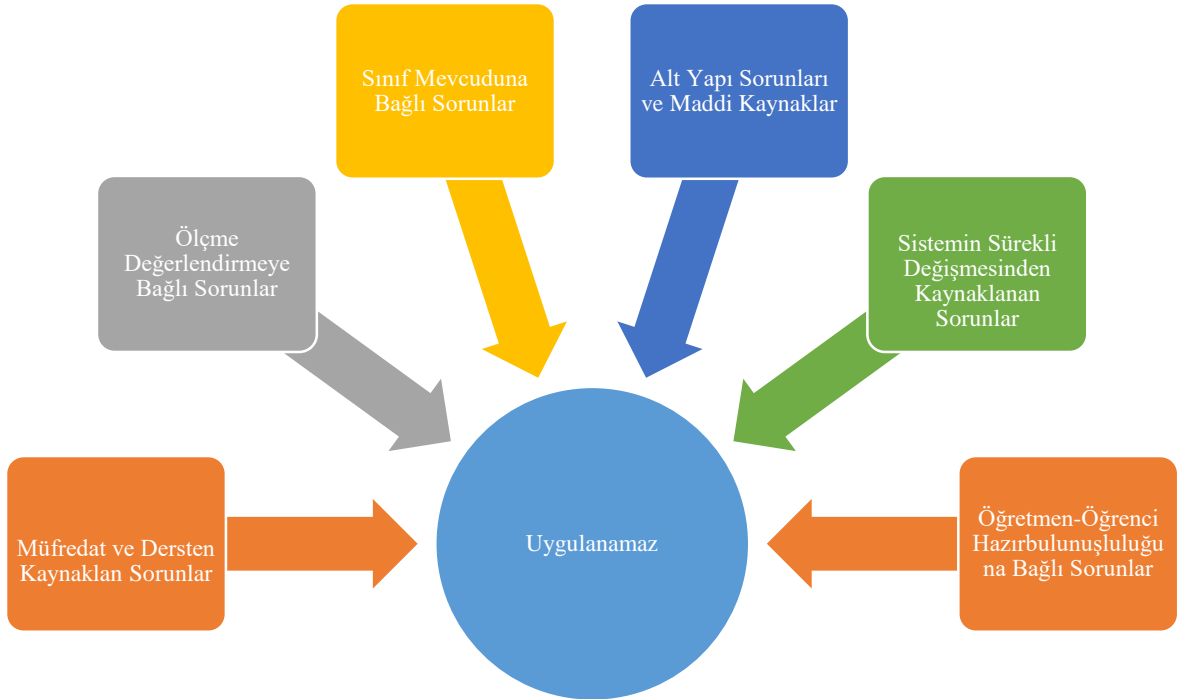 Sınıf Mevcuduna
Bağlı Sorunlar
Alt Yapı Sorunları
ve Maddi Kaynaklar
Ölçme
Değerlendirmeye
Bağlı Sorunlar
Sistemin Sürekli
Değişmesinden
Kaynaklanan
Sorunlar
Müfredat ve Dersten
Kaynaklan Sorunlar
Uygulanamaz
Öğretmen-Öğrenci
Hazırbulunuşluluğu
na Bağlı Sorunlar